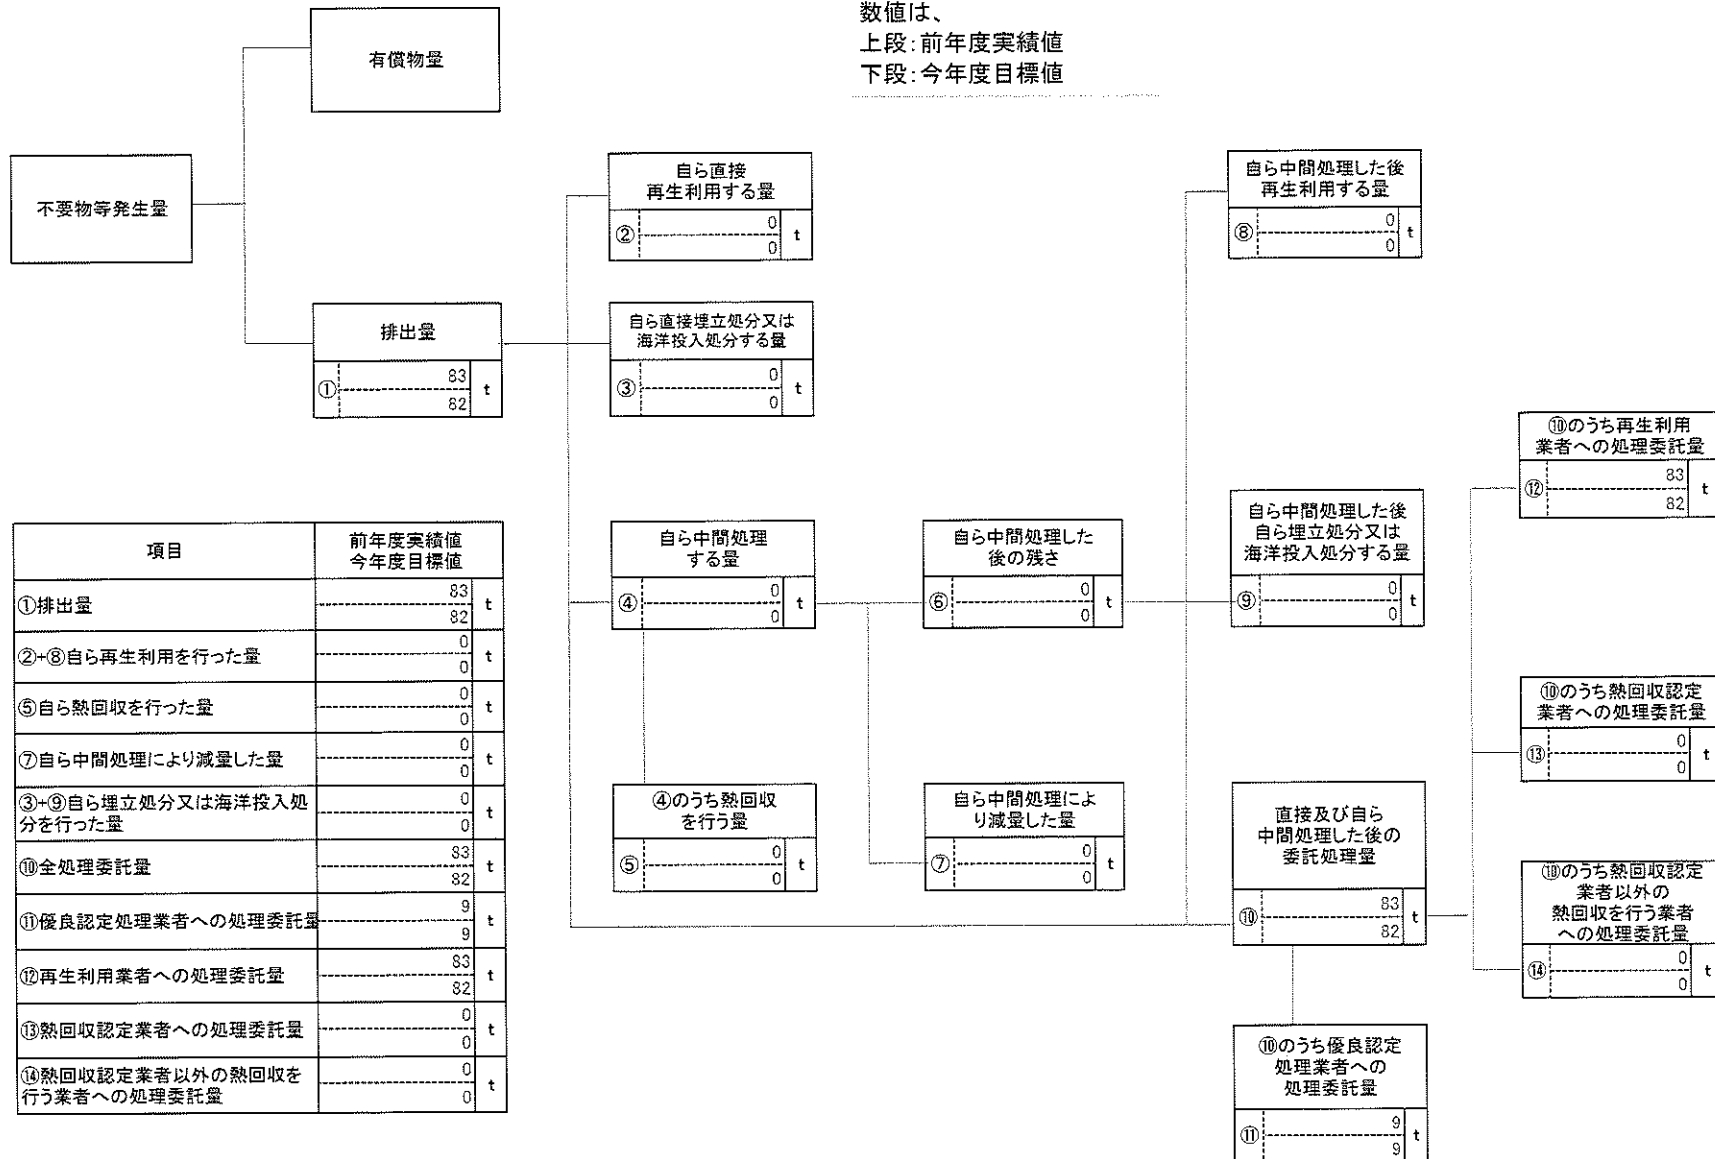 数値は、
上段：前年度実績値
下段：今年度目標値
有償物量
不要物等発生量
排出量
①
83
82
t
自ら直接
再生利用する量
②
0
0
t
自ら直接埋立処分又は
海洋投入処分する量
③
0
0
t
自ら中間処理
する量
④
0
0
t
④のうち熱回収
を行う量
⑤
0
0
t
自ら中間処理した
後の残さ
⑥
0
0
t
自ら中間処理によ
り減量した量
⑦
0
0
t
自ら中間処理した後
再生利用する量
⑧
0
0
t
自ら中間処理した後
自ら埋立処分又は
海洋投入処分する量
⑨
0
0
t
直接及び自ら
中間処理した後の
委託処理量
⑩
83
82
t
⑩のうち優良認定
処理業者への
処理委託量
⑪
9
9
t
⑩のうち再生利用
業者への処理委託量
⑫
83
82
t
⑩のうち熱回収認定
業者への処理委託量
⑬
0
0
t
⑩のうち熱回収認定
業者以外の
熱回収を行う業者
への処理委託量
⑭
0
0
t
項目
前年度実績値
今年度目標値
①排出量
83
82
t
②+⑧自ら再生利用を行った量
0
0
t
⑤自ら熱回収を行った量
0
0
t
⑦自ら中間処理により減量した量
0
0
t
③+⑨自ら埋立処分又は海洋投入処
分を行った量
0
0
t
⑩全処理委託量
83
82
t
⑪優良認定処理業者への処理委託量
9
9
t
⑫再生利用業者への処理委託量
83
82
t
⑬熱回収認定業者への処理委託量
0
0
t
⑭熱回収認定業者以外の熱回収を
行う業者への処理委託量
0
0
t